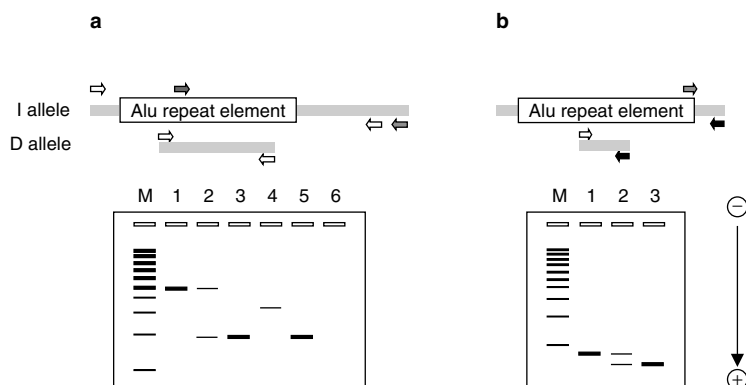 a
I allele
Alu repeat element
D allele
M 1 2 3 4 5 6
b
Alu repeat element
M 1 2 3
−
+